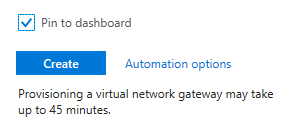 Pin to dashboard
Create
Automation options
Provisioning a virtual network gateway may take
up to 45 minutes.